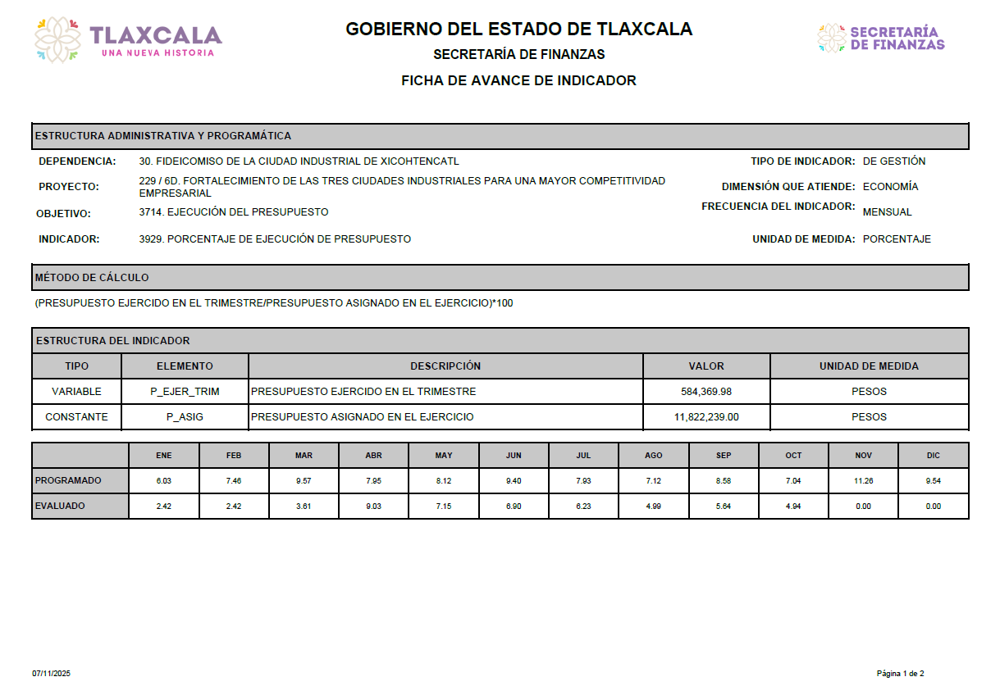 TLAXCALA
UNA NUEVA HISTORIA
GOBIERNO DEL ESTADO DE TLAXCALA
SECRETARÍA DE FINANZAS
FICHA DE AVANCE DE INDICADOR
SECRETARÍA
DE FINANZAS
ESTRUCTURA ADMINISTRATIVA Y PROGRAMÁTICA
DEPENDENCIA: 30. FIDEICOMISO DE LA CIUDAD INDUSTRIAL DE XICOHTENCATL TIPO DE INDICADOR: DE GESTIÓN
PROYECTO: 229 / 6D. FORTALECIMIENTO DE LAS TRES CIUDADES INDUSTRIALES PARA UNA MAYOR COMPETITIVIDAD
EMPRESARIAL DIMENSIÓN QUE ATIENDE: ECONOMÍA
OBJETIVO: 3714. EJECUCIÓN DEL PRESUPUESTO FRECUENCIA DEL INDICADOR: MENSUAL
INDICADOR: 3929. PORCENTAJE DE EJECUCIÓN DE PRESUPUESTO UNIDAD DE MEDIDA: PORCENTAJE
MÉTODO DE CÁLCULO
(PRESUPUESTO EJERCIDO EN EL TRIMESTRE/PRESUPUESTO ASIGNADO EN EL EJERCICIO)*100
ESTRUCTURA DEL INDICADOR
TIPO ELEMENTO DESCRIPCIÓN VALOR UNIDAD DE MEDIDA
VARIABLE P_EJER_TRIM PRESUPUESTO EJERCIDO EN EL TRIMESTRE 584,369.98 PESOS
CONSTANTE P_ASIG PRESUPUESTO ASIGNADO EN EL EJERCICIO 11,822,239.00 PESOS
ENE FEB MAR ABR MAY JUN JUL AGO SEP OCT NOV DIC
PROGRAMADO 6.03 7.46 9.57 7.95 8.12 9.40 7.93 7.12 8.58 7.04 11.26 9.54
EVALUADO 2.42 2.42 3.61 9.03 7.15 6.90 6.23 4.99 5.64 4.94 0.00 0.00
07/11/2025 Página 1 de 2